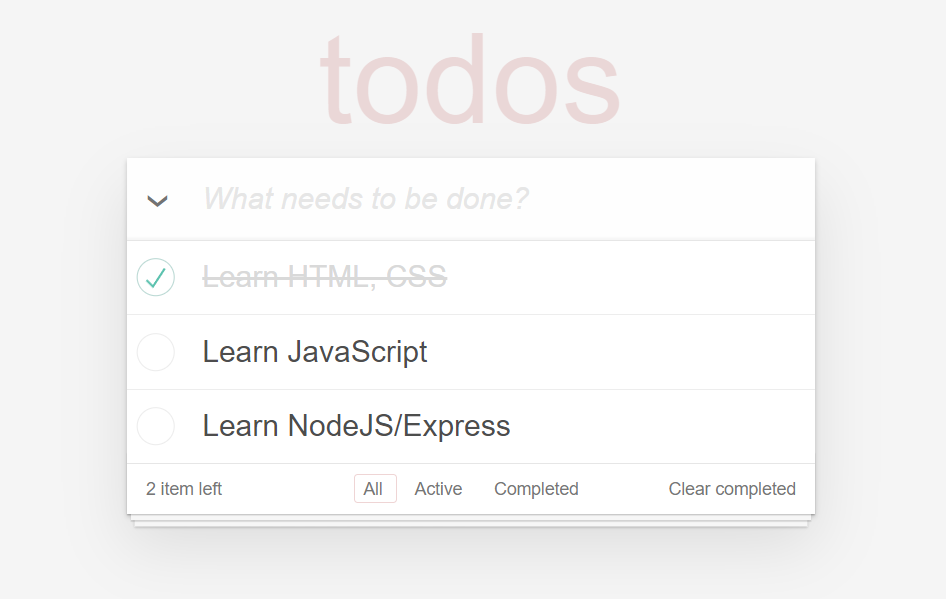 todos
What needs to be done?
Learn HTML, CSS
Learn JavaScript
Learn NodeJS/Express
2 item left All Active Completed Clear completed